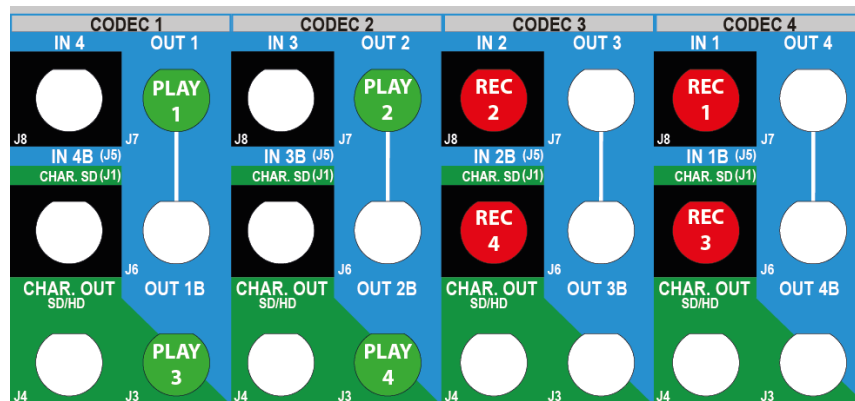 CODEC 1 CODEC 2 CODEC 3 CODEC 4
IN 4 OUT 1 IN 3 OUT 2 IN 2 OUT 3 IN 1 OUT 4
PLAY PLAY REC REC
1 2 2 1
J8 J7 J8 J7 J8 J7 J8 J7
IN 4B (J5) IN 3B (J5) IN 2B (J5) IN 1B (J5)
CHAR. SD (J1) CHAR. SD (J1) CHAR. SD (J1) CHAR. SD (J1)
REC REC
4 3
J6 J6 J6 J6
CHAR. OUT OUT 1B CHAR. OUT OUT 2B CHAR. OUT OUT 3B CHAR. OUT OUT 4B
SD/HD SD/HD SD/HD SD/HD
PLAY PLAY
3 4
J4 J3 J4 J3 J4 J3 J4 J3